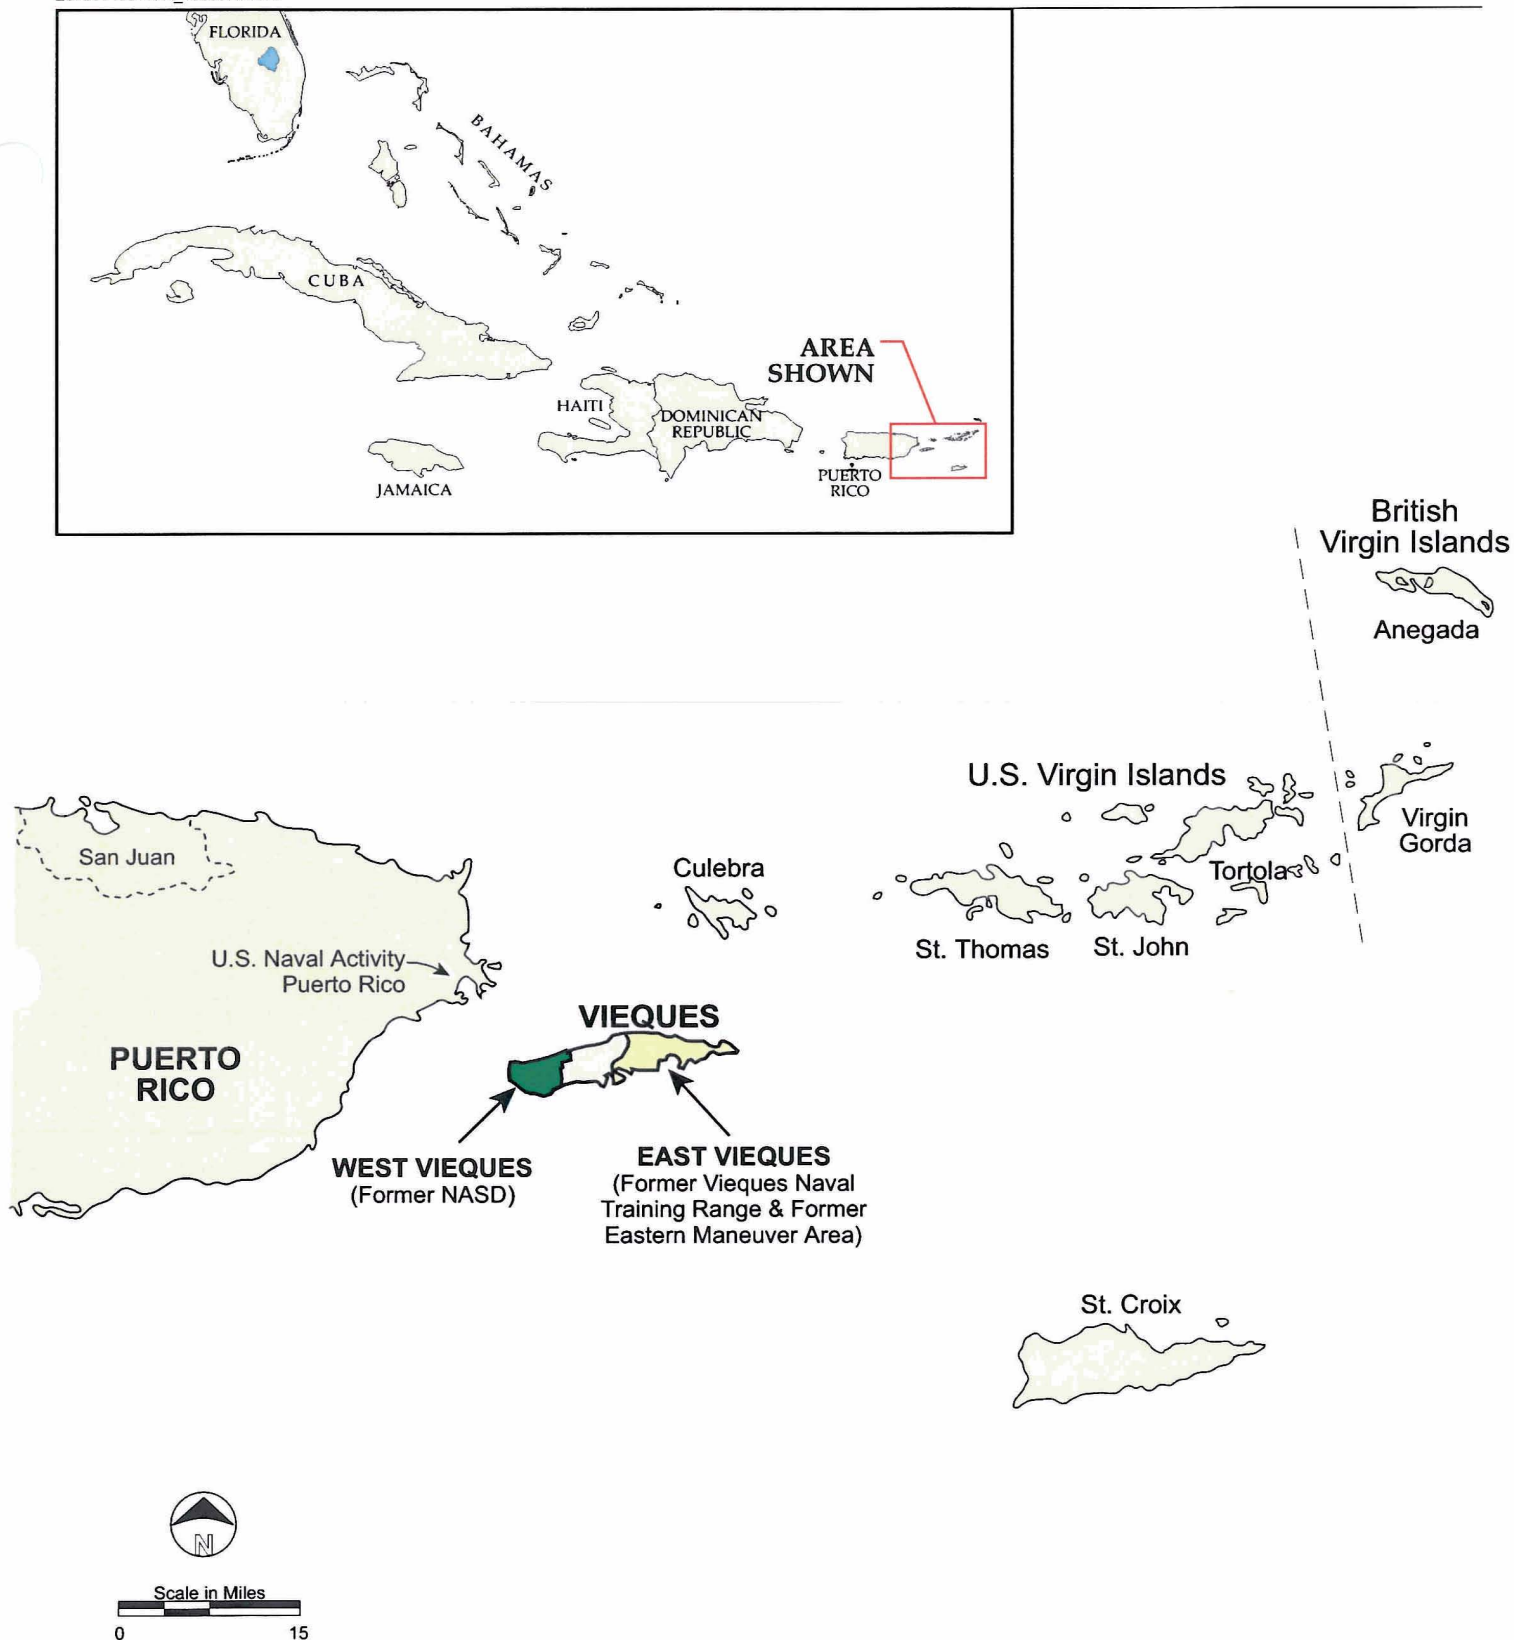 FLORIDA
BAHAMAS
CUBA
AREA
SHOWN
HAITI
DOMINICAN
REPUBLIC
PUERTO
RICO
JAMAICA
British
Virgin Islands
Anegada
U.S. Virgin Islands
Virgin
Gorda
San Juan
Culebra
Tortola
St. Thomas
St. John
U.S. Naval Activity
Puerto Rico
VIEQUES
PUERTO
RICO
WEST VIEQUES
(Former NASD)
EAST VIEQUES
(Former Vieques Naval
Training Range & Former
Eastern Maneuver Area)
St. Croix
N
Scale in Miles
0 15